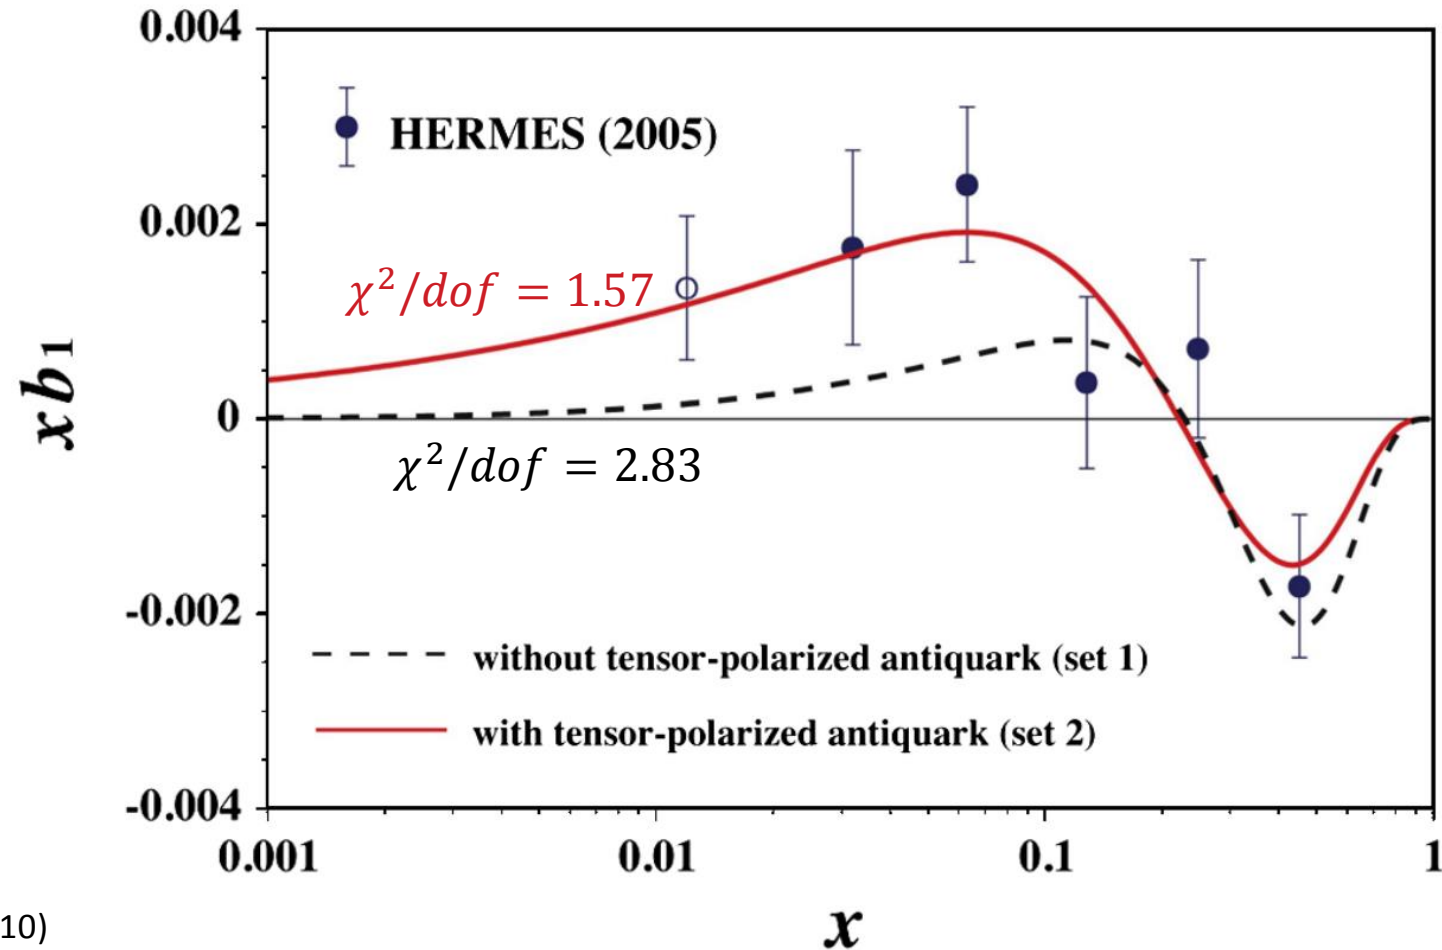 0.004
HERMES (2005)
0.002
χ²/dof = 1.57
x b₁
0
χ²/dof = 2.83
-0.002
without tensor-polarized antiquark (set 1)
with tensor-polarized antiquark (set 2)
-0.004
0.001 0.01 0.1 1
x
10)